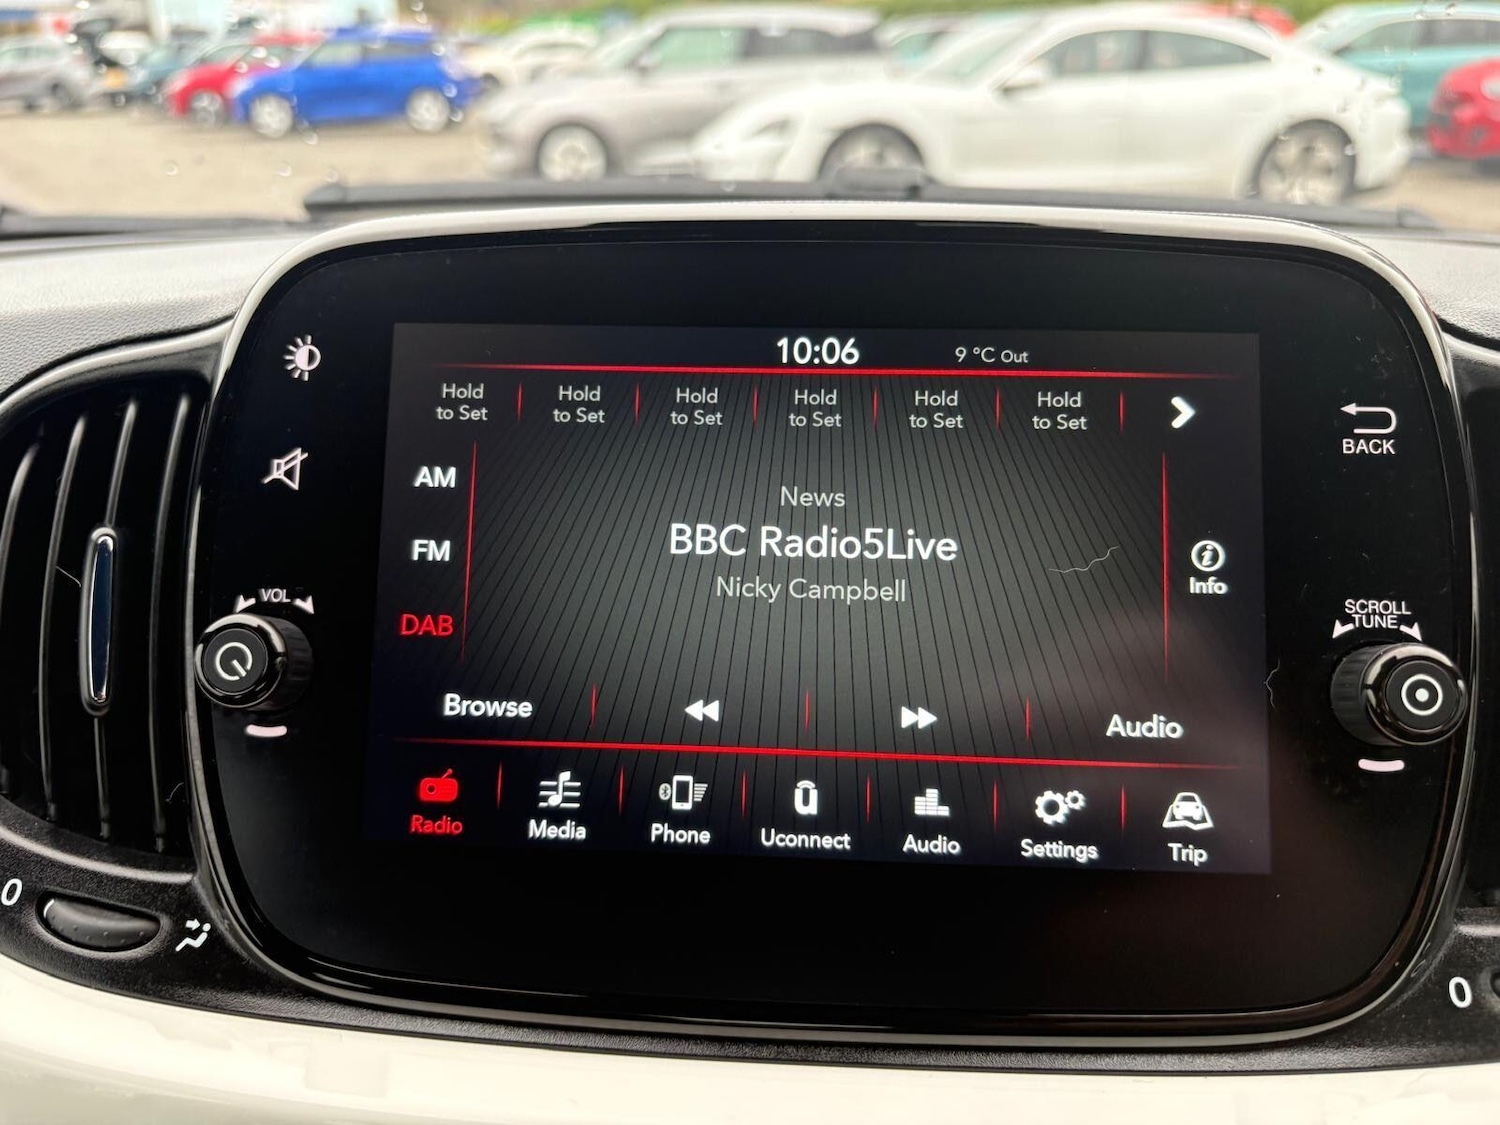 10:06
9 °C Out
Hold to Set
Hold to Set
Hold to Set
Hold to Set
Hold to Set
Hold to Set
BACK
AM
News
FM
BBC Radio5Live
Nicky Campbell
Info
DAB
VOL
SCROLL
TUNE
Browse
Audio
Radio
Media
Phone
Uconnect
Audio
Settings
Trip
0
0